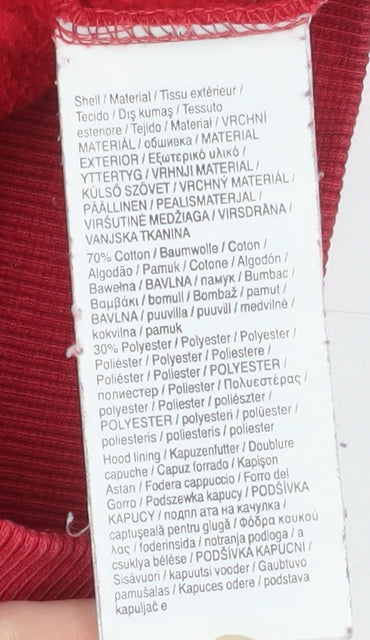 Shell / Material / Tissu extérieur /
Tecido / Dış kumaş / Tessuto
esteriore / Tejido / Material / VRCHNÍ
MATERIÁL / обшивка / MATERIAL
EXTERIOR / Εξωτερικό υλικό /
YTTERTYG / VRHNJI MATERIAL /
KÜLSŐ SZÖVET / VRCHNÝ MATERIÁL /
PÄÄLLINEN / PEALISMATERJAL /
VIRŠUTINĖ MEDŽIAGA / VIRSDRĀNA /
VANJSKA TKANINA
70% Cotton / Baumwolle / Coton /
Algodão / Pamuk / Cotone / Algodón /
Bawełna / BAVLNA / памук / Bumbac /
Βαμβάκι / bomull / Bombaž / pamut /
BAVLNA / puuvilla / puuvill / medvilnė /
kokvilna / pamuk
30% Polyester / Polyester / Polyester /
Poliéster / Polyester / Poliestere /
Poliéster / Poliester / POLYESTER /
полиестер / Poliester / Πολυεστέρας /
polyester / Poliester / poliészter /
POLYESTER / polyesteri / polüester /
poliesteris / poliesteris / poliester
Hood lining / Kapuzenfutter / Doublure
capuche / Capuz forrado / Kapişon
Astarı / Fodera cappuccio / Forro del
Gorro / Podszewka kapucy / PODŠÍVKA
KAPUCY / подпл ата на качулка /
captuşeală pentru glugă / Φόδρα κουκού
λας / foderinsida / notranja podloga / a
csuklya bélése / PODŠÍVKA KAPUCNI /
Sisävuori / kapuutsi vooder / Gaubtuvo
pamušalas / Kapuces odere / podstava
kapuljač e